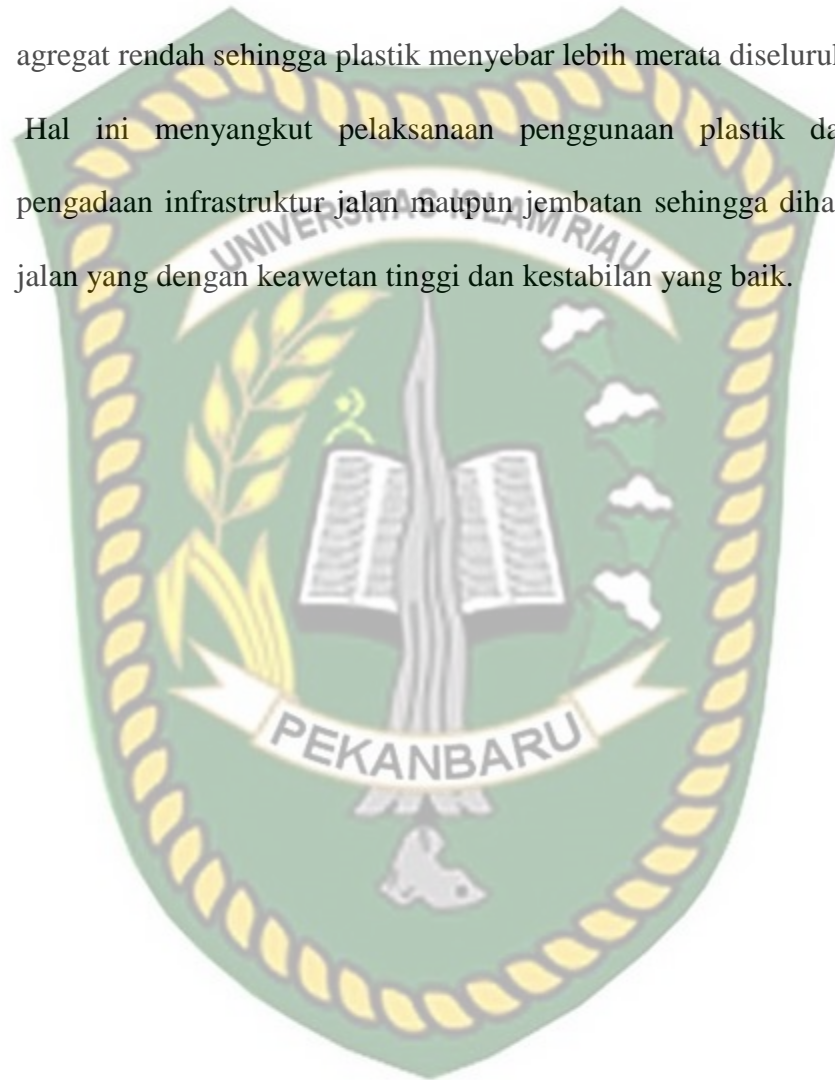 agregat rendah sehingga plastik menyebar lebih merata diseluruh
Hal ini menyangkut pelaksanaan penggunaan plastik da
pengadaan infrastruktur jalan maupun jembatan sehingga diha
jalan yang dengan keawetan tinggi dan kestabilan yang baik.
UNIVERSITAS ISLAM RIAU
PEKANBARU